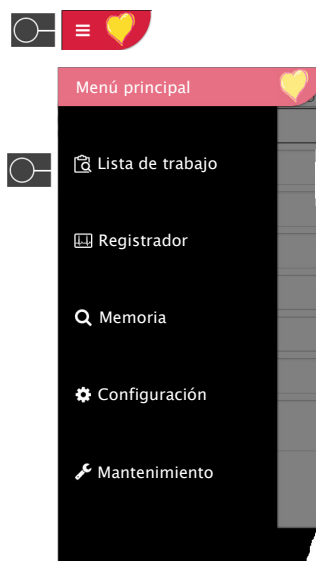 Menú principal
Lista de trabajo
Registrador
Memoria
Configuración
Mantenimiento